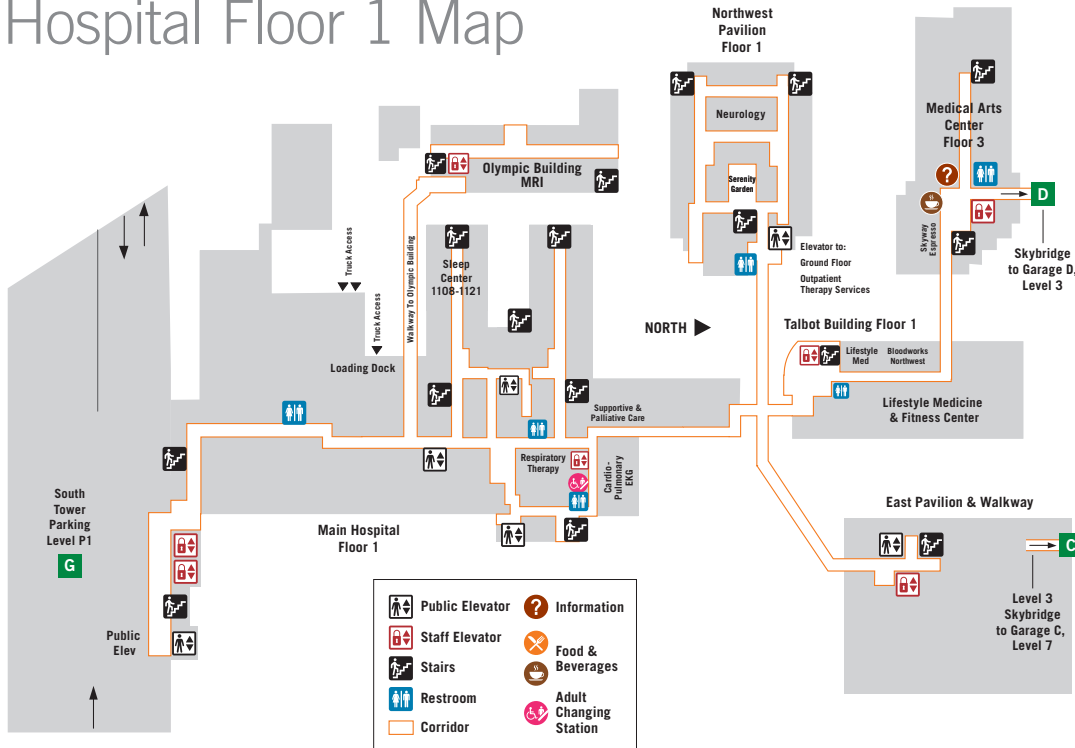 Hospital Floor 1 Map
Northwest
Pavilion
Floor 1
Neurology
Serenity
Garden
Medical Arts
Center
Floor 3
?
D
Skyway
Espresso
Skybridge
to Garage D,
Level 3
Elevator to:
Ground Floor
Outpatient
Therapy Services
Olympic Building
MRI
Truck Access
Truck Access
Walkway To Olympic Building
Sleep
Center
1108-1121
Loading Dock
NORTH
Talbot Building Floor 1
Lifestyle
Med
Bloodworks
Northwest
Lifestyle Medicine
& Fitness Center
Supportive &
Palliative Care
Respiratory
Therapy
Cardio-
Pulmonary
EKG
South
Tower
Parking
Level P1
G
Main Hospital
Floor 1
Public
Elev
East Pavilion & Walkway
C
Level 3
Skybridge
to Garage C,
Level 7
Public Elevator
Staff Elevator
Stairs
Restroom
Corridor
?
Information
Food &
Beverages
Adult
Changing
Station